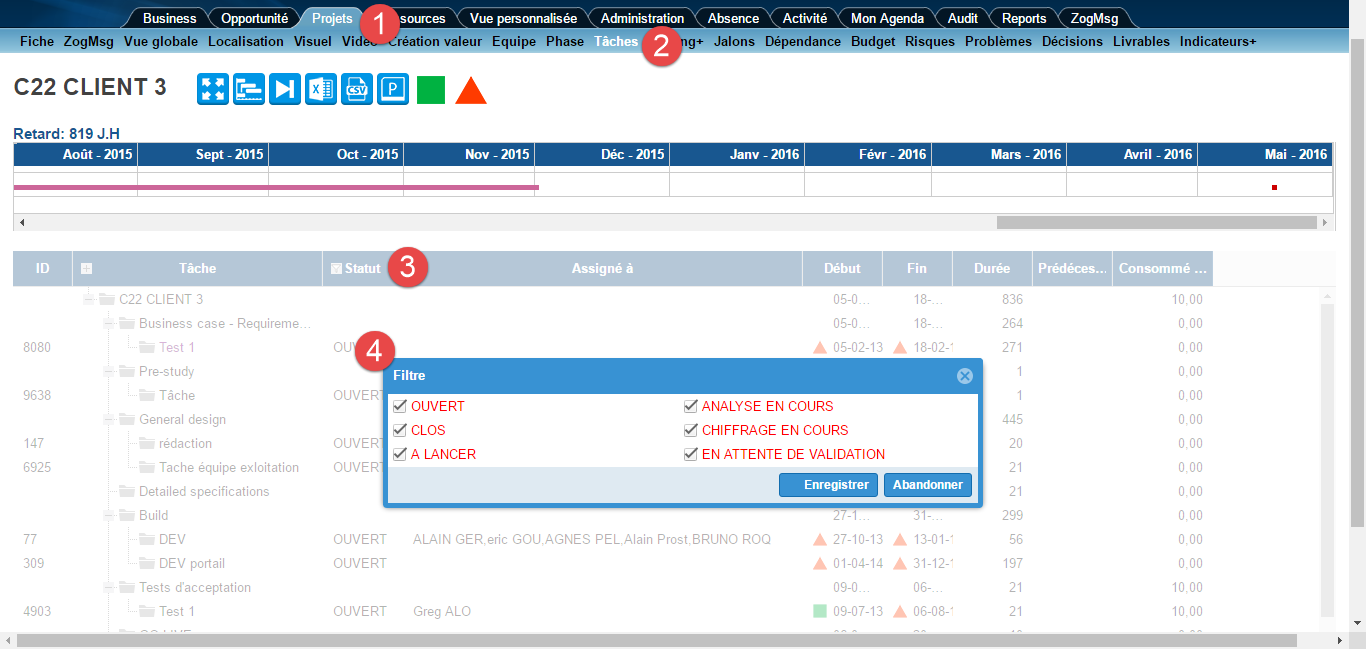 Business Opportunité Projets 1 sources Vue personnalisée Administration Absence Activité Mon Agenda Audit Reports ZogMsg
Fiche ZogMsg Vue globale Localisation Visuel Vidéo Création valeur Equipe Phase Tâches 2 ng+ Jalons Dépendance Budget Risques Problèmes Décisions Livrables Indicateurs+
C22 CLIENT 3
CSV P
Retard: 819 J.H
Août - 2015 Sept - 2015 Oct - 2015 Nov - 2015 Déc - 2015 Janv - 2016 Févr - 2016 Mars - 2016 Avril - 2016 Mai - 2016
ID Tâche Statut 3 Assigné à Début Fin Durée Prédéces... Consommé ...
C22 CLIENT 3 05-0... 18-... 836 10,00
Business case - Requireme... 05-0... 18-... 264 0,00
8080 Test 1 OUV 05-02-13 18-02-1 271 0,00
4
Pre-study 1 0,00
9638 Tâche OUVERT 1 0,00
General design 445 0,00
147 rédaction OUVERT 20 0,00
6925 Tache équipe exloitation OUVERT 21 0,00
Detailed specifications 21 0,00
Filtre
OUVERT ANALYSE EN COURS
CLOS CHIFFRAGE EN COURS
A LANCER EN ATTENTE DE VALIDATION
Enregistrer Abandonner
Build 27-1... 31-... 299 0,00
77 DEV OUVERT ALAIN GER,eric GOU,AGNES PEL,Alain Prost,BRUNO ROQ 27-10-13 13-01-1 56 0,00
309 DEV portail OUVERT 01-04-14 31-12-1 197 0,00
Tests d'acceptation 09-0... 06-... 21 10,00
4903 Test 1 OUVERT Greg ALO 09-07-13 06-08-1 21 10,00